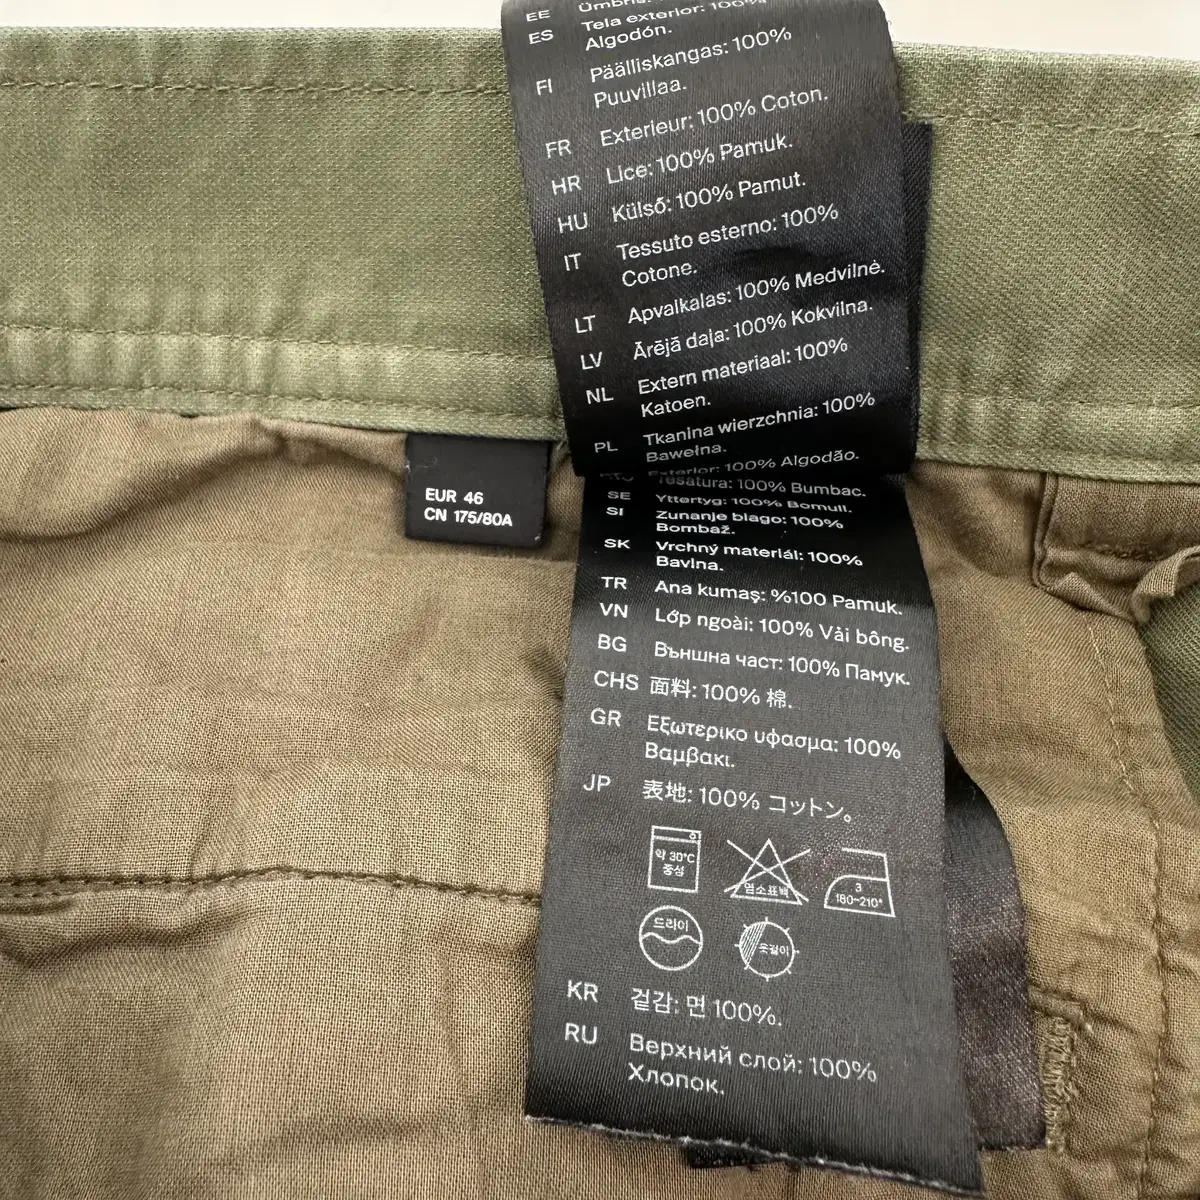 EE Ümbris:
ES Tela exterior: 100%
Algodón.
FI Päälliskangas: 100%
Puuvillaa.
FR Exterieur: 100% Coton.
HR Lice: 100% Pamuk.
HU Külső: 100% Pamut.
IT Tessuto esterno: 100%
Cotone.
LT Apvalkalas: 100% Medvilnė.
LV Ārējā daļa: 100% Kokvilna.
NL Extern materiaal: 100%
Katoen.
PL Tkanina wierzchnia: 100%
Bawełna.
Exterior: 100% Algodão.
Tesatura: 100% Bumbac.
SE Yttertyg: 100% Bomull.
SI Zunanje blago: 100%
Bombaž.
SK Vrchný materiál: 100%
Bavlna.
TR Ana kumaş: %100 Pamuk.
VN Lớp ngoài: 100% Vải bông.
BG Външна част: 100% Памук.
CHS 面料: 100% 棉.
GR Εξωτερικο υφασμα: 100%
Βαμβακι.
JP 表地: 100% コットン。
약 30°C
중성
염소표백
3
180~210°
드라이
옷걸이
KR 겉감: 면 100%.
RU Верхний слой: 100%
Хлопок.
EUR 46
CN 175/80A